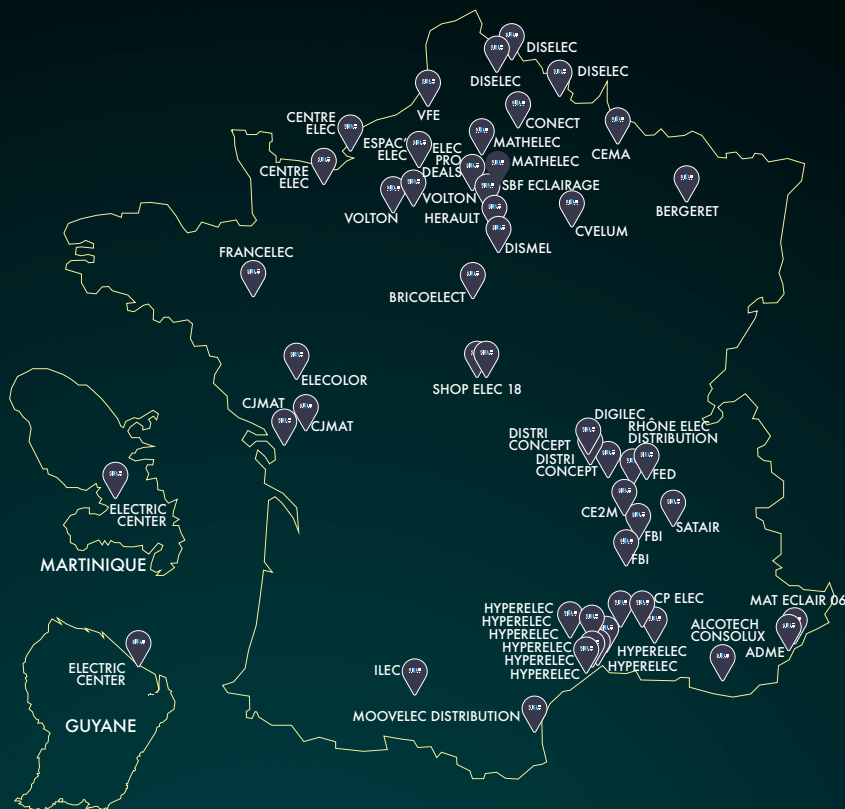 DISELEC
DISELEC
DISELEC
VFE
CONECT
CENTRE
ELEC
CEMA
MATHELEC
ESPAC'
ELEC
ELEC
PRO
DEALS
MATHELEC
CENTRE
ELEC
SBF ECLAIRAGE
VOLTON
VOLTON
BERGERET
HERAULT
CVELUM
DISMEL
FRANCELEC
BRICOELECT
ELECOLOR
SHOP ELEC 18
CJMAT
CJMAT
DIGILEC
RHÔNE ELEC
DISTRIBUTION
DISTRI
CONCEPT
DISTRI
CONCEPT
FED
CE2M
SATAIR
FBI
FBI
ELECTRIC
CENTER
MARTINIQUE
CP ELEC
MAT ECLAIR 06
HYPERELEC
HYPERELEC
HYPERELEC
HYPERELEC
HYPERELEC
HYPERELEC
HYPERELEC
HYPERELEC
ALCOTECH
CONSOLUX
ADME
ILEC
MOOVELEC DISTRIBUTION
ELECTRIC
CENTER
GUYANE